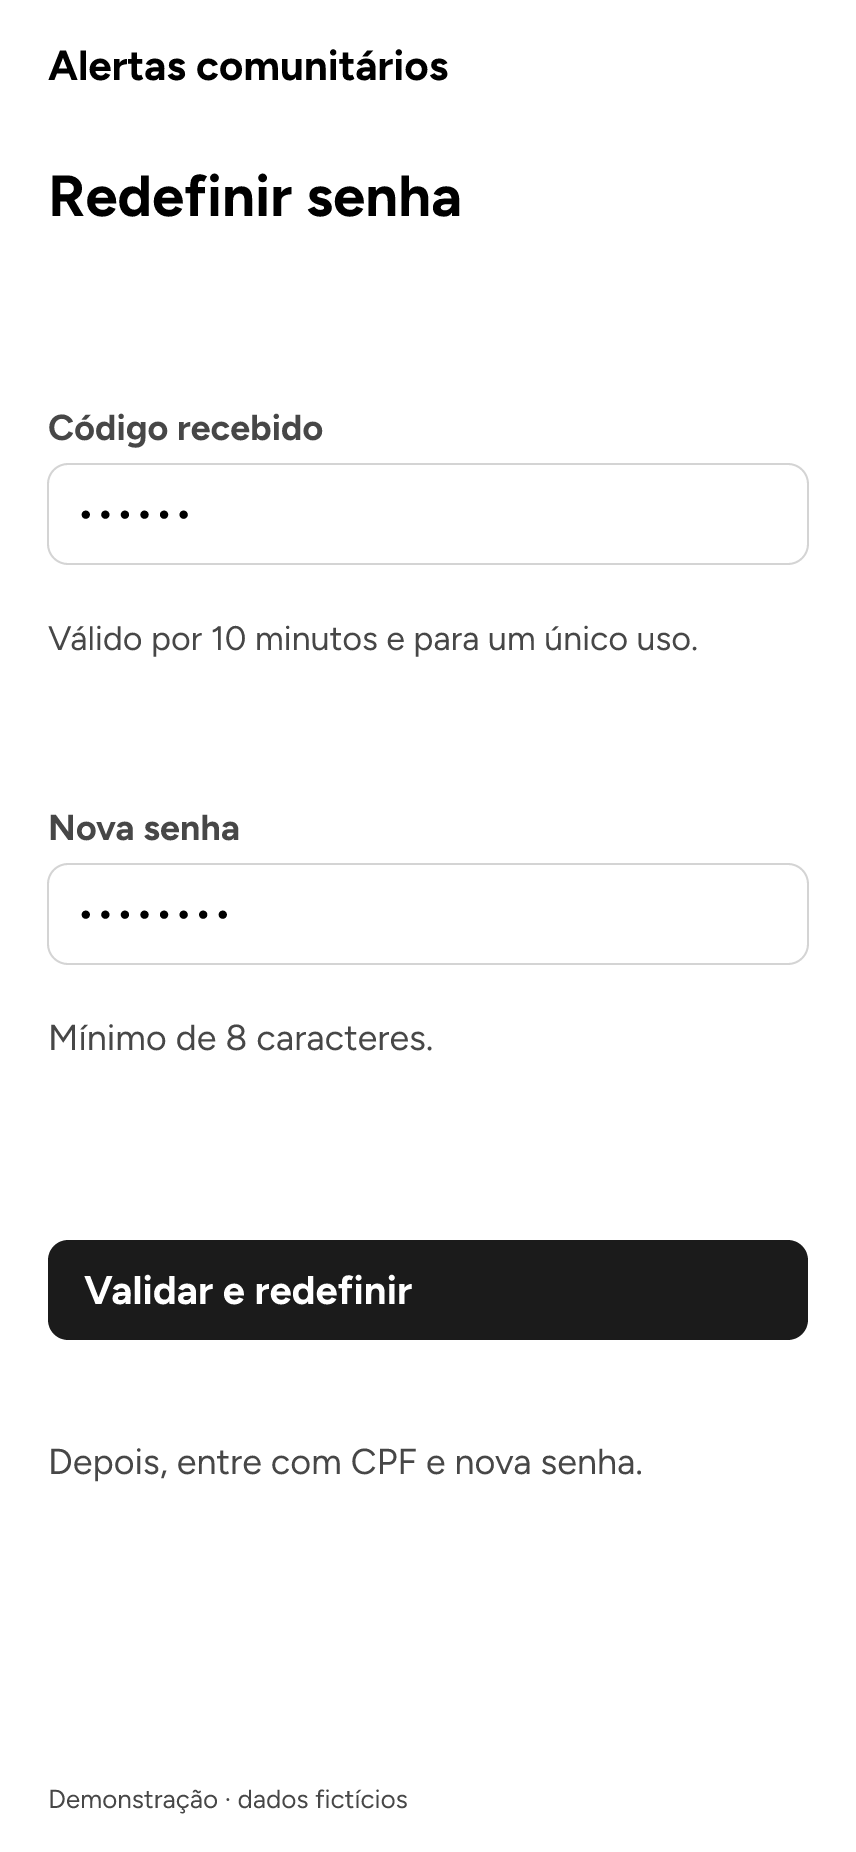 Alertas comunitários
Redefinir senha
Código recebido
••••••
Válido por 10 minutos e para um único uso.
Nova senha
••••••••
Mínimo de 8 caracteres.
Validar e redefinir
Depois, entre com CPF e nova senha.
Demonstração · dados fictícios